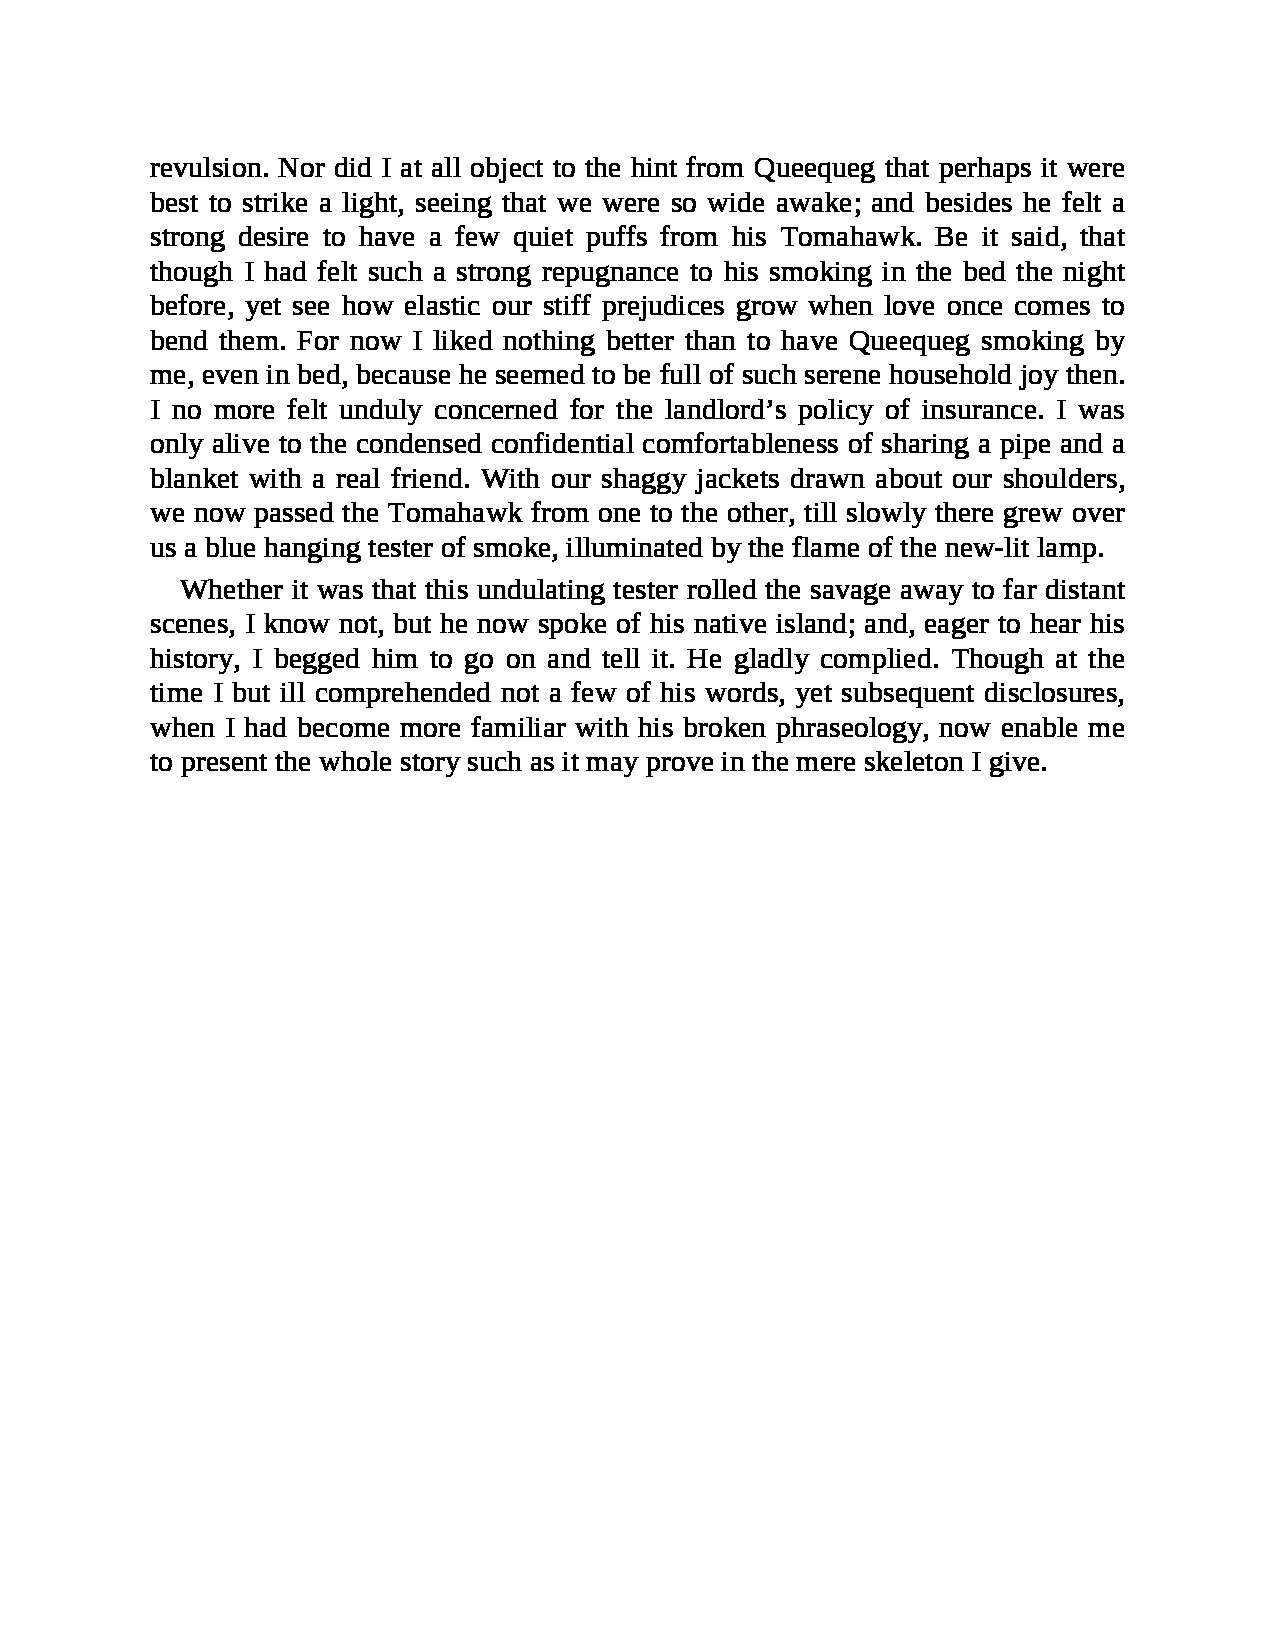 revulsion. Nor did I at all object to the hint from Queequeg that perhaps it were
best to strike a light, seeing that we were so wide awake; and besides he felt a
strong desire to have a few quiet puffs from his Tomahawk. Be it said, that
though I had felt such a strong repugnance to his smoking in the bed the night
before, yet see how elastic our stiff prejudices grow when love once comes to
bend them. For now I liked nothing better than to have Queequeg smoking by
me, even in bed, because he seemed to be full of such serene household joy then.
I no more felt unduly concerned for the landlord’s policy of insurance. I was
only alive to the condensed confidential comfortableness of sharing a pipe and a
blanket with a real friend. With our shaggy jackets drawn about our shoulders,
we now passed the Tomahawk from one to the other, till slowly there grew over
us a blue hanging tester of smoke, illuminated by the flame of the new-lit lamp.
Whether it was that this undulating tester rolled the savage away to far distant
scenes, I know not, but he now spoke of his native island; and, eager to hear his
history, I begged him to go on and tell it. He gladly complied. Though at the
time I but ill comprehended not a few of his words, yet subsequent disclosures,
when I had become more familiar with his broken phraseology, now enable me
to present the whole story such as it may prove in the mere skeleton I give.